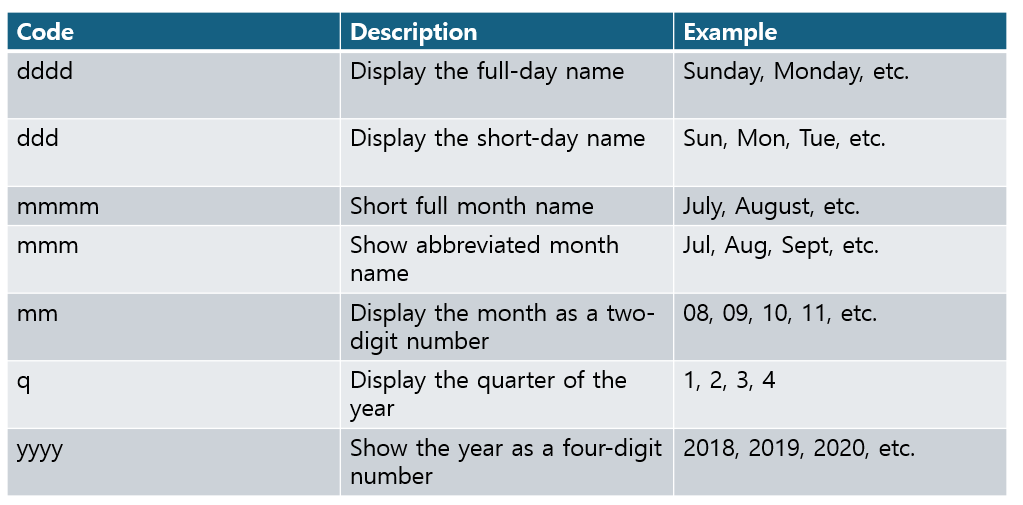 Code Description Example
dddd Display the full-day name Sunday, Monday, etc.
ddd Display the short-day name Sun, Mon, Tue, etc.
mmmm Short full month name July, August, etc.
mmm Show abbreviated month Jul, Aug, Sept, etc.
name
mm Display the month as a two- 08, 09, 10, 11, etc.
digit number
q Display the quarter of the 1, 2, 3, 4
year
yyyy Show the year as a four-digit 2018, 2019, 2020, etc.
number